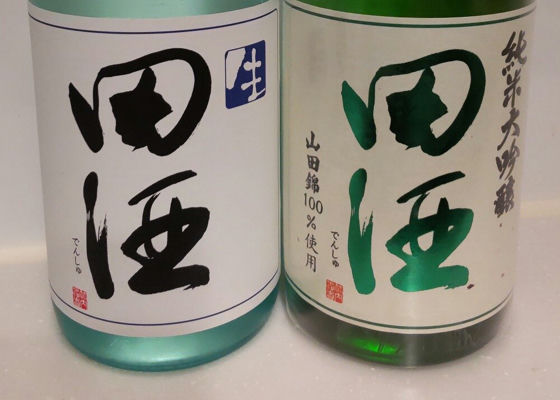 田酒
生
でんしゅ
純米大吟醸
田酒
山田錦100%使用
でんしゅ